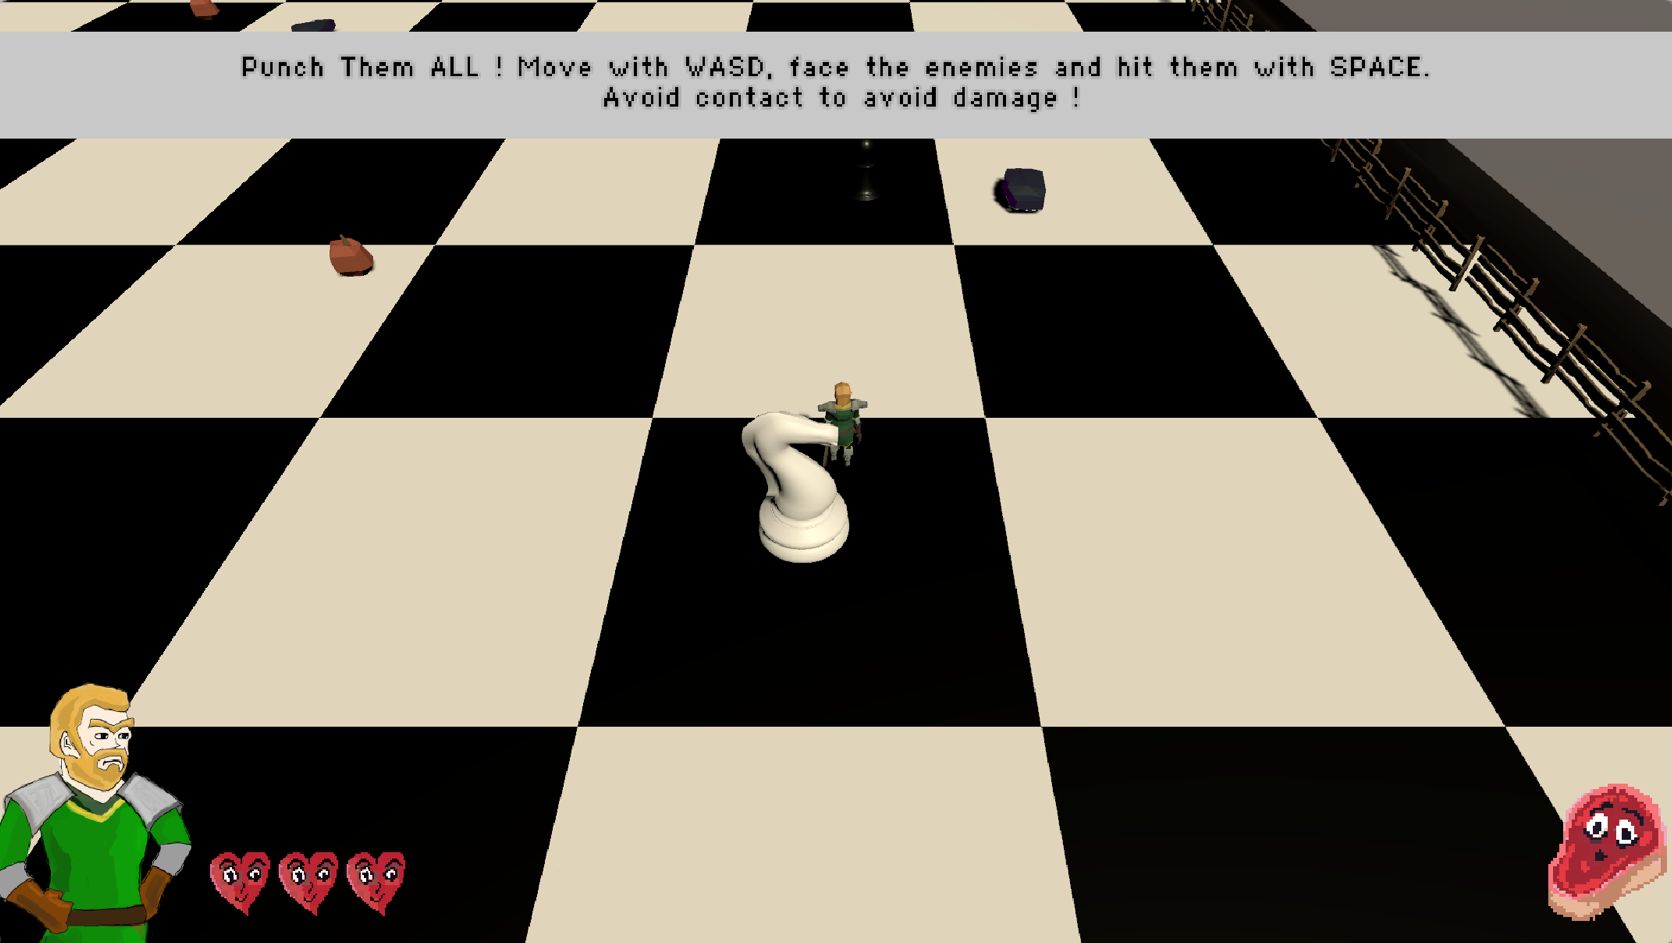 Punch Them ALL ! Move with WASD, face the enemies and hit them with SPACE.
Avoid contact to avoid damage !